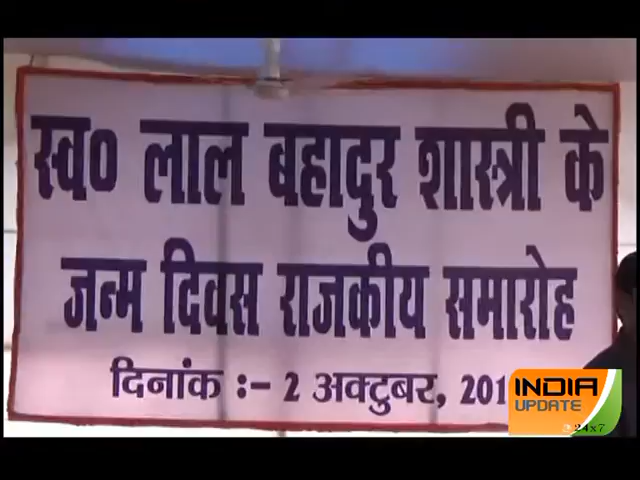 स्व० लाल बहादुर शास्त्री के
जन्म दिवस राजकीय समारोह
दिनांक :- 2 अक्टुबर, 201
INDIA
UPDATE
24x7